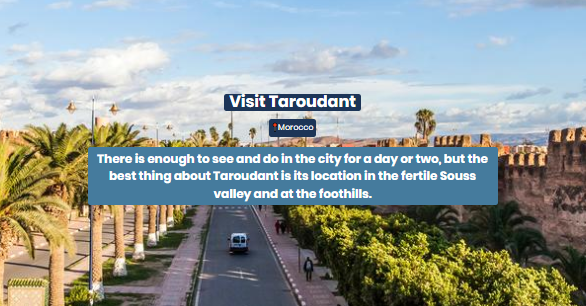 Visit Taroudant
Morocco
There is enough to see and do in the city for a day or two, but the
best thing about Taroudant is its location in the fertile Souss
valley and at the foothills.